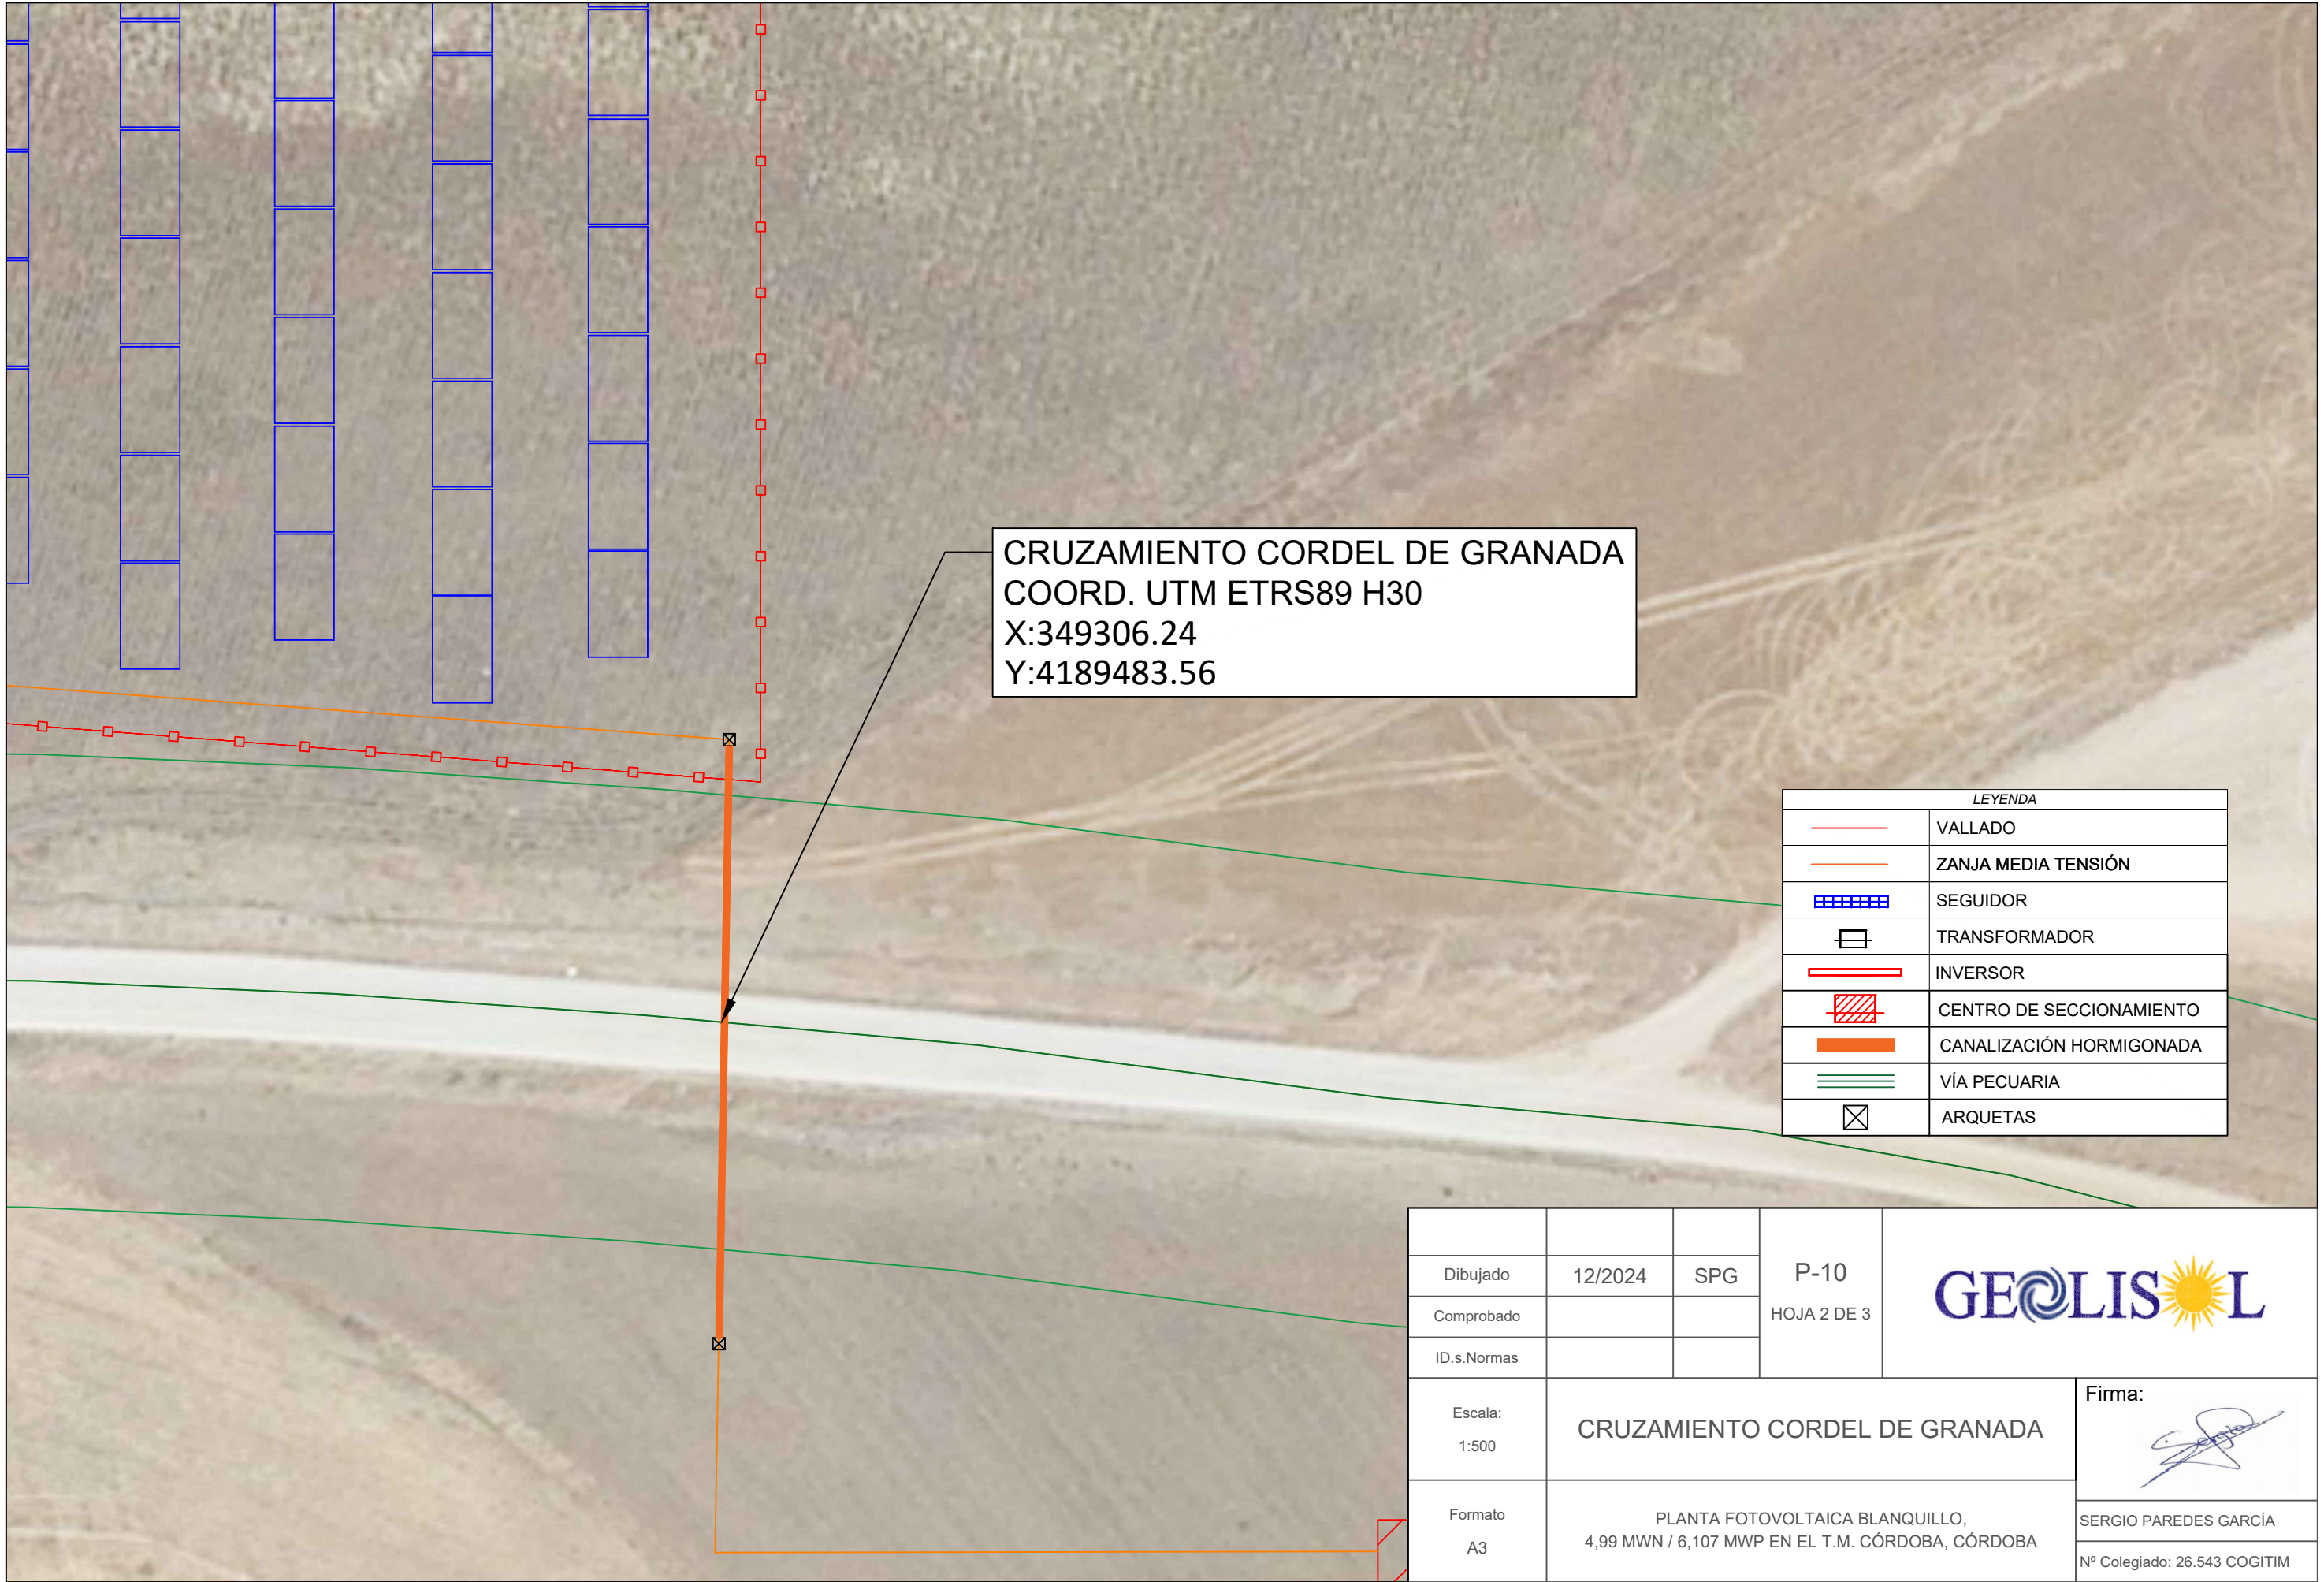 CRUZAMIENTO CORDEL DE GRANADA
COORD. UTM ETRS89 H30
X:349306.24
Y:4189483.56
LEYENDA
VALLADO
ZANJA MEDIA TENSIÓN
SEGUIDOR
TRANSFORMADOR
INVERSOR
CENTRO DE SECCIONAMIENTO
CANALIZACIÓN HORMIGONADA
VÍA PECUARIA
ARQUETAS
Dibujado 12/2024 SPG
Comprobado
ID.s.Normas
P-10
HOJA 2 DE 3
GEOLISOL
Escala:
1:500
CRUZAMIENTO CORDEL DE GRANADA
Firma:
Formato
A3
PLANTA FOTOVOLTAICA BLANQUILLO,
4,99 MWN / 6,107 MWP EN EL T.M. CÓRDOBA, CÓRDOBA
SERGIO PAREDES GARCÍA
Nº Colegiado: 26.543 COGITIM